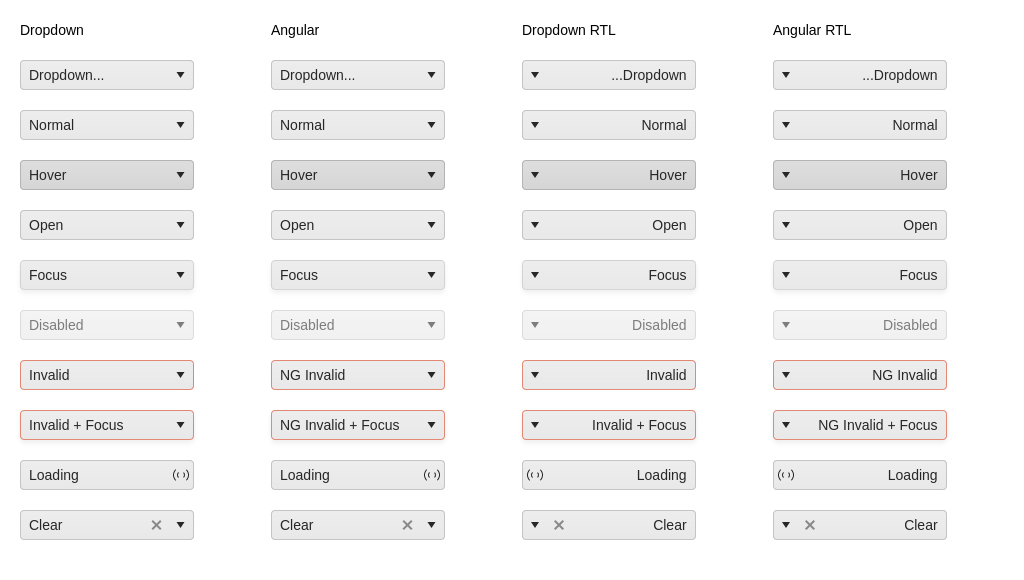 Dropdown Angular Dropdown RTL Angular RTL
Dropdown... Dropdown... ...Dropdown ...Dropdown
Normal Normal Normal Normal
Hover Hover Hover Hover
Open Open Open Open
Focus Focus Focus Focus
Disabled Disabled Disabled Disabled
Invalid NG Invalid Invalid NG Invalid
Invalid + Focus NG Invalid + Focus Invalid + Focus NG Invalid + Focus
Loading Loading Loading Loading
Clear Clear Clear Clear